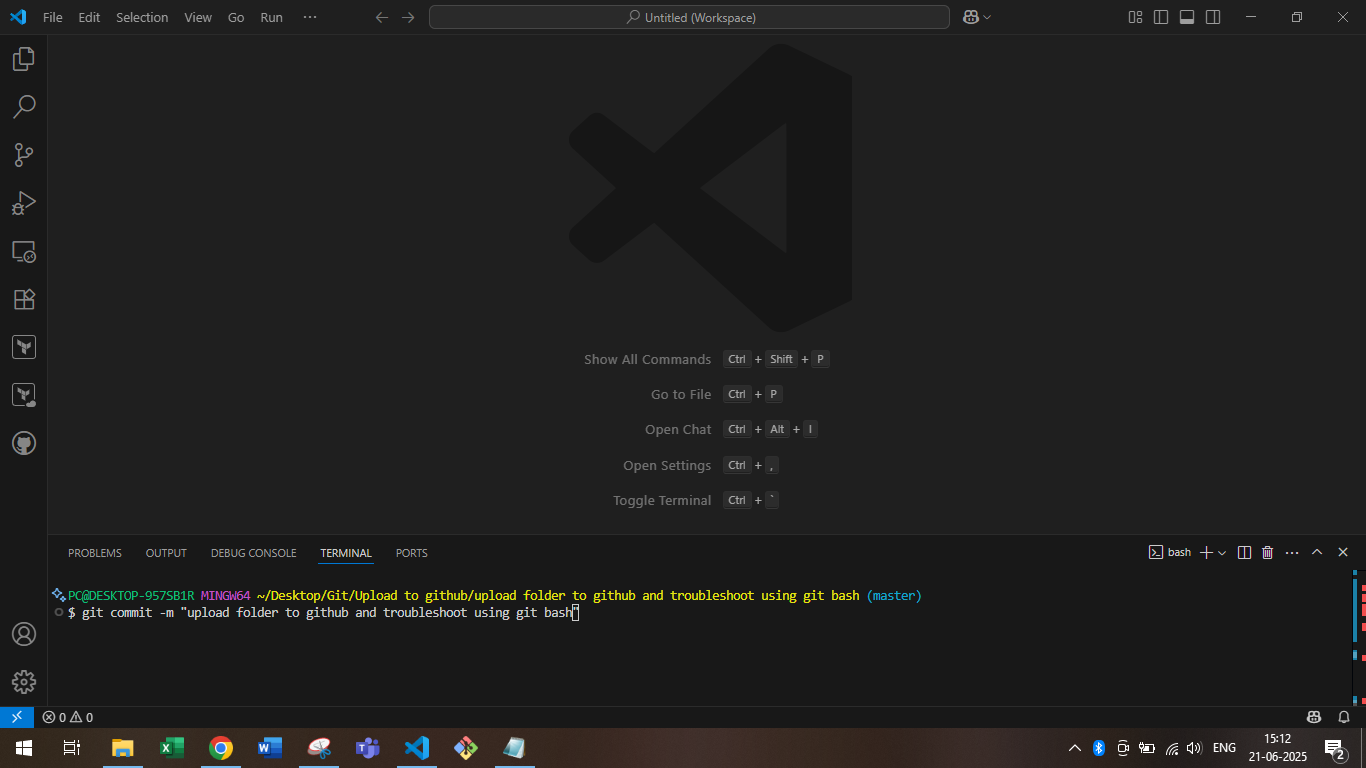 File Edit Selection View Go Run ···
Untitled (Workspace)
Show All Commands Ctrl + Shift + P
Go to File Ctrl + P
Open Chat Ctrl + Alt + I
Open Settings Ctrl + ,
Toggle Terminal Ctrl + `
PROBLEMS OUTPUT DEBUG CONSOLE TERMINAL PORTS bash
PC@DESKTOP-957SB1R MINGW64 ~/Desktop/Git/Upload to github/upload folder to github and troubleshoot using git bash (master)
$ git commit -m "upload folder to github and troubleshoot using git bash"
0 0
ENG
15:12
21-06-2025
2